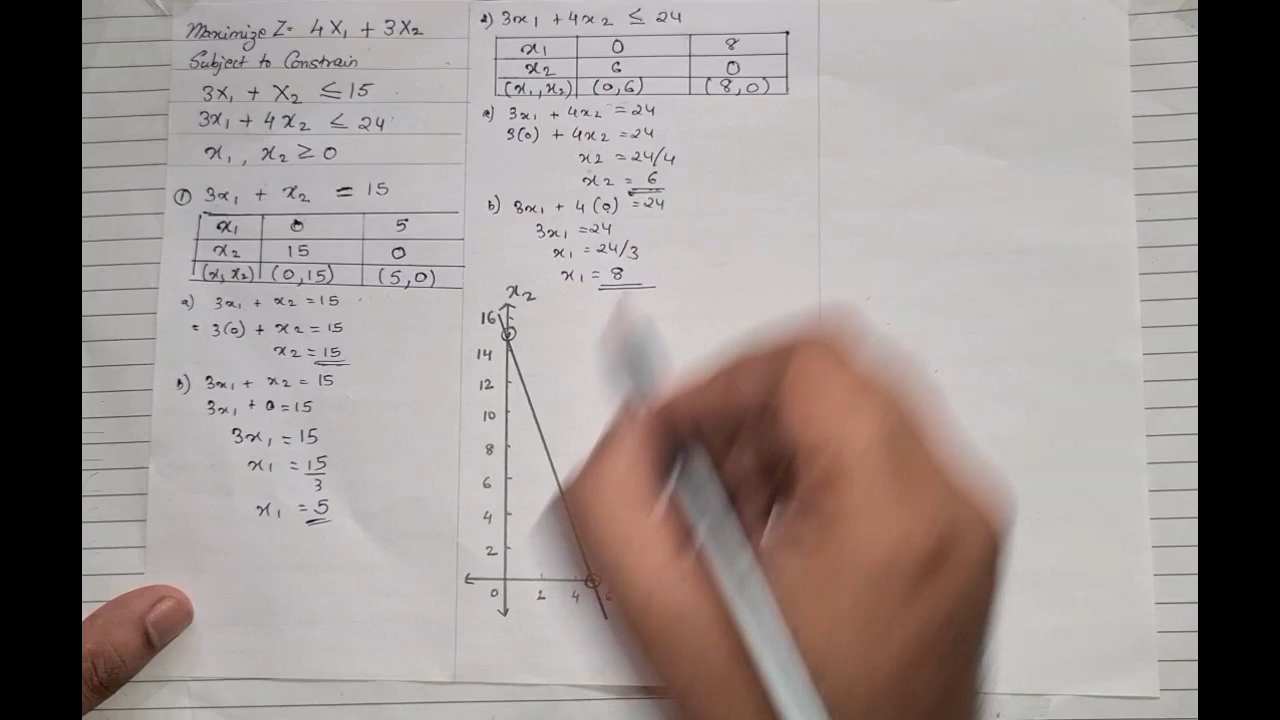 Maximize Z= 4X₁ + 3X₂
Subject to Constrain
3X₁ + X₂ ≤ 15
3x₁ + 4x₂ ≤ 24
x₁, x₂ ≥ 0
① 3x₁ + x₂ = 15
x₁ 0 5
x₂ 15 0
(x₁ x₂) (0,15) (5,0)
a) 3x₁ + x₂ = 15
= 3(0) + x₂ = 15
x₂ = 15
b) 3x₁ + x₂ = 15
3x₁ + 0 = 15
3x₁ = 15
x₁ = 15/3
x₁ = 5
2) 3x₁ + 4x₂ ≤ 24
x₁ 0 8
x₂ 6 0
(x₁, x₂) (0,6) (8,0)
a) 3x₁ + 4x₂ = 24
3(0) + 4x₂ = 24
x₂ = 24/4
x₂ = 6
b) 3x₁ + 4(0) = 24
3x₁ = 24
x₁ = 24/3
x₁ = 8
x₂
16
14
12
10
8
6
4
2
0 2 4